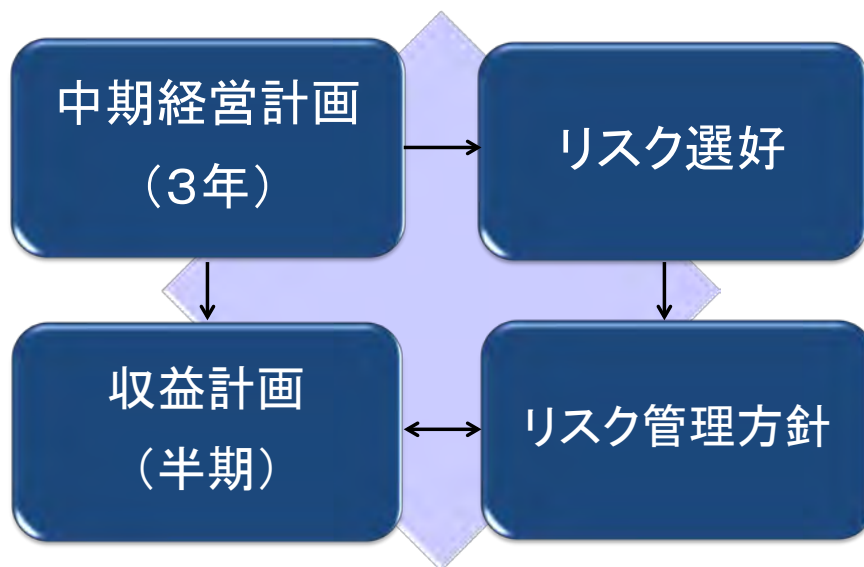 中期経営計画
（３年）
リスク選好
収益計画
（半期）
リスク管理方針